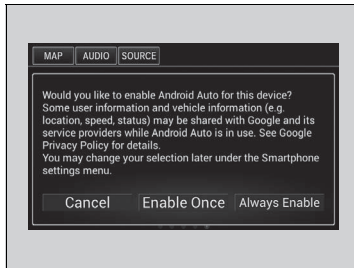 MAP AUDIO SOURCE
Would you like to enable Android Auto for this device?
Some user information and vehicle information (e.g.
location, speed, status) may be shared with Google and its
service providers while Android Auto is in use. See Google
Privacy Policy for details.
You may change your selection later under the Smartphone
settings menu.
Cancel Enable Once Always Enable